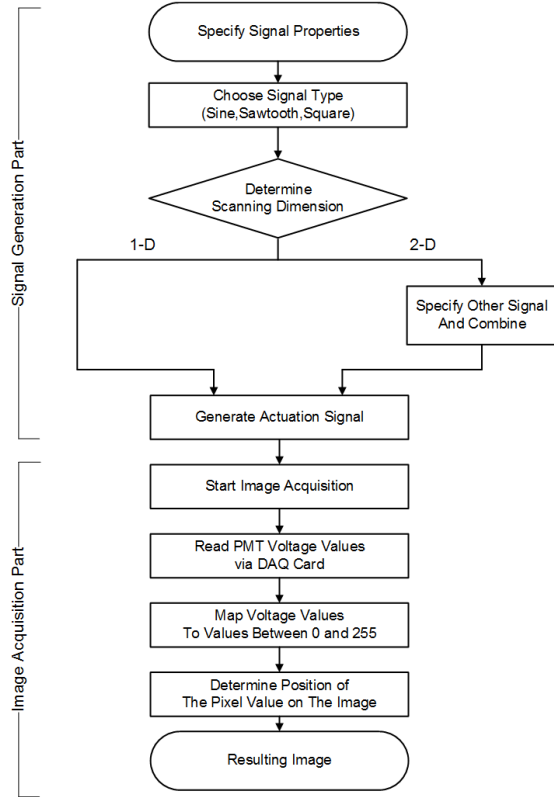 Specify Signal Properties
Choose Signal Type
(Sine,Sawtooth,Square)
Determine
Scanning Dimension
1-D
2-D
Specify Other Signal
And Combine
Generate Actuation Signal
Signal Generation Part
Start Image Acquisition
Read PMT Voltage Values
via DAQ Card
Map Voltage Values
To Values Between 0 and 255
Determine Position of
The Pixel Value on The Image
Resulting Image
Image Acquisition Part